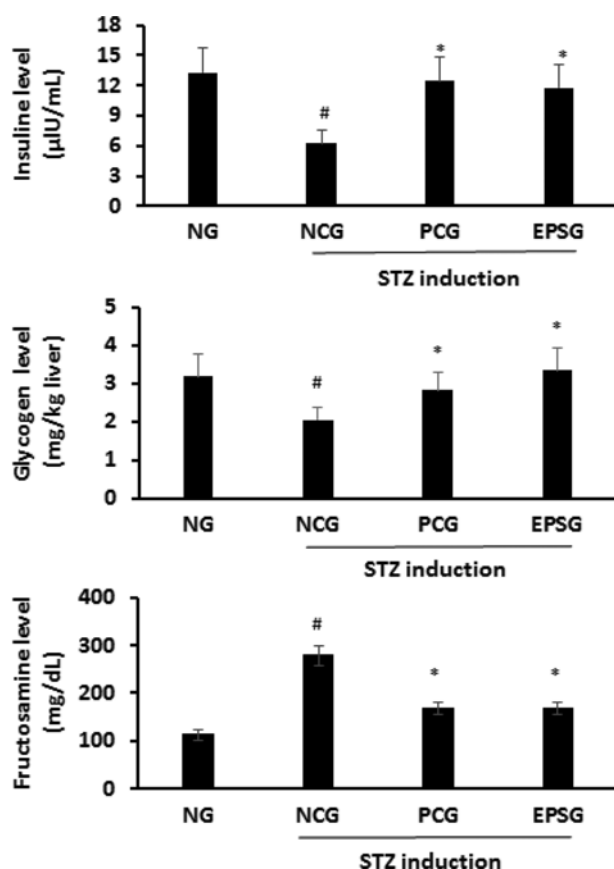 Insuline level
(µIU/mL)
15
12
9
6
3
0
#
*
*
NG
NCG
PCG
EPSG
STZ induction
Glycogen level
(mg/kg liver)
5
4
3
2
1
0
#
*
*
NG
NCG
PCG
EPSG
STZ induction
Fructosamine level
(mg/dL)
400
300
200
100
0
#
*
*
NG
NCG
PCG
EPSG
STZ induction